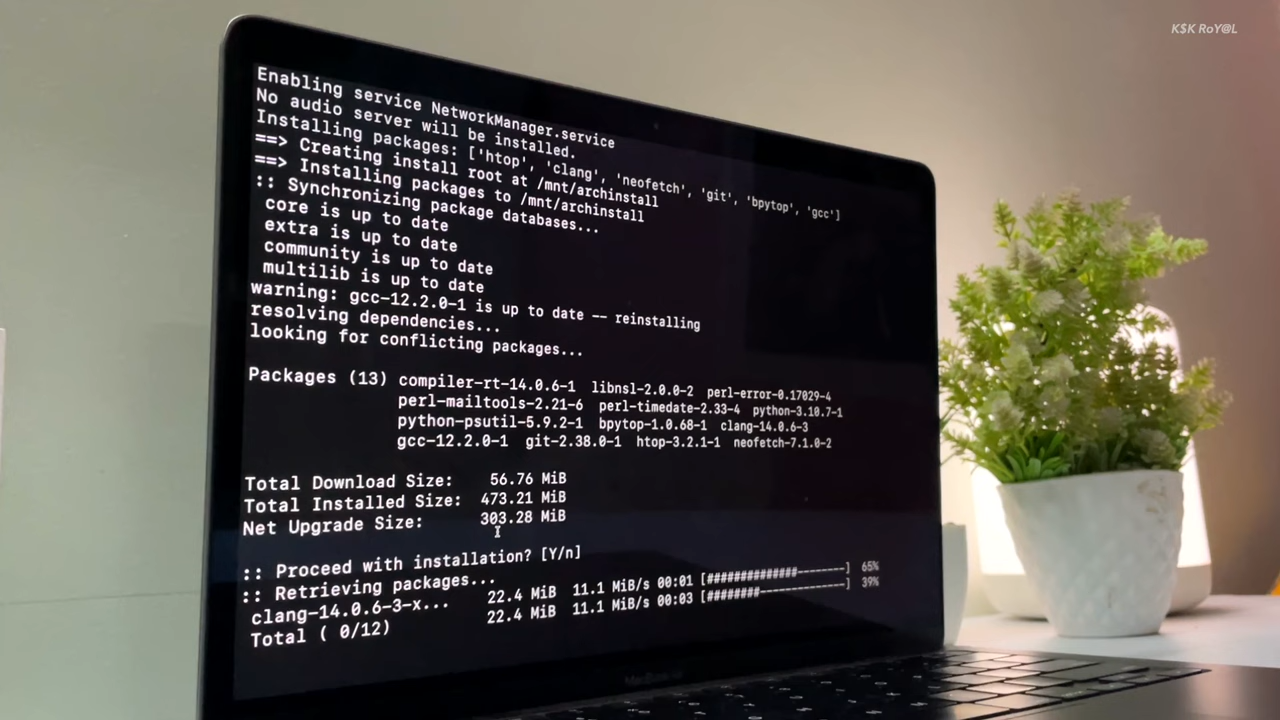 K$K RoY@L
Enabling service NetworkManager.service
No audio server will be installed.
Installing packages: ['htop', 'clang', 'neofetch', 'git', 'bpytop', 'gcc']
==> Creating install root at /mnt/archinstall
==> Installing packages to /mnt/archinstall
:: Synchronizing package databases...
core is up to date
extra is up to date
community is up to date
multilib is up to date
warning: gcc-12.2.0-1 is up to date -- reinstalling
resolving dependencies...
looking for conflicting packages...
Packages (13) compiler-rt-14.0.6-1 libnsl-2.0.0-2 perl-error-0.17029-4
perl-mailtools-2.21-6 perl-timedate-2.33-4 python-3.10.7-1
python-psutil-5.9.2-1 bpytop-1.0.68-1 clang-14.0.6-3
gcc-12.2.0-1 git-2.38.0-1 htop-3.2.1-1 neofetch-7.1.0-2
Total Download Size: 56.76 MiB
Total Installed Size: 473.21 MiB
Net Upgrade Size: 303.28 MiB
:: Proceed with installation? [Y/n]
:: Retrieving packages...
clang-14.0.6-3-x... 22.4 MiB 11.1 MiB/s 00:01 [##############-------] 65%
Total ( 0/12) 22.4 MiB 11.1 MiB/s 00:03 [########-------------] 39%